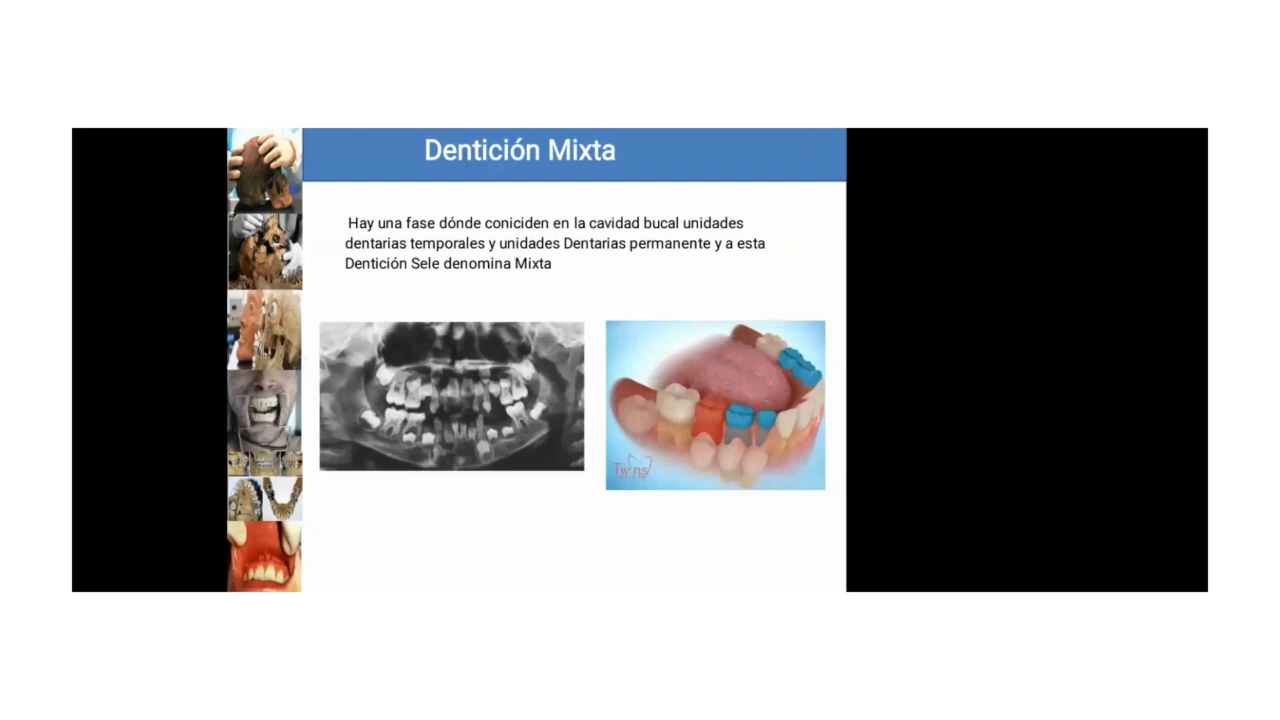 Dentición Mixta
Hay una fase dónde coniciden en la cavidad bucal unidades
dentarias temporales y unidades Dentarias permanente y a esta
Dentición Sele denomina Mixta
Twins